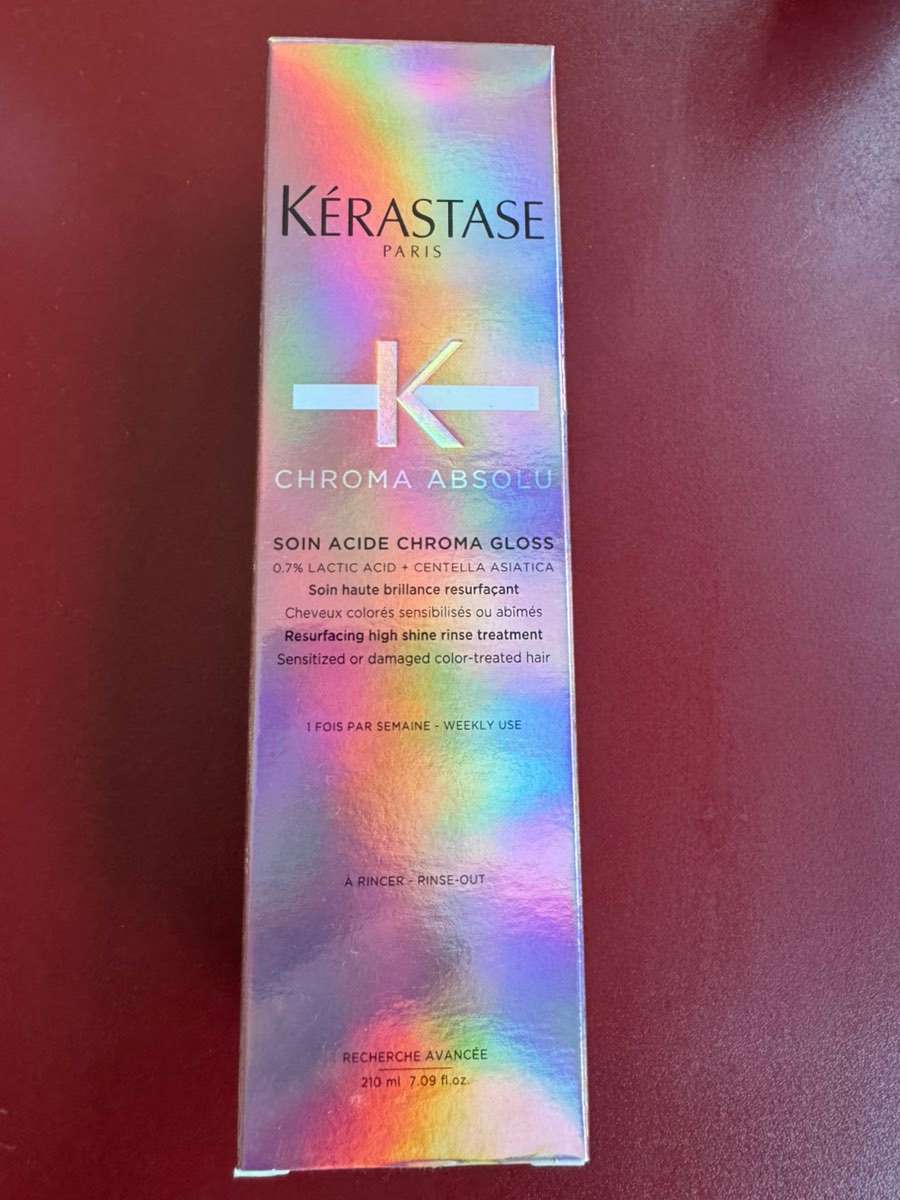 KÉRASTASE
PARIS
K
CHROMA ABSOLU
SOIN ACIDE CHROMA GLOSS
0.7% LACTIC ACID + CENTELLA ASIATICA
Soin haute brillance resurfaçant
Cheveux colorés sensibilisés ou abîmés
Resurfacing high shine rinse treatment
Sensitized or damaged color-treated hair
1 FOIS PAR SEMAINE - WEEKLY USE
À RINCER - RINSE-OUT
RECHERCHE AVANCÉE
210 ml 7.09 fl.oz.